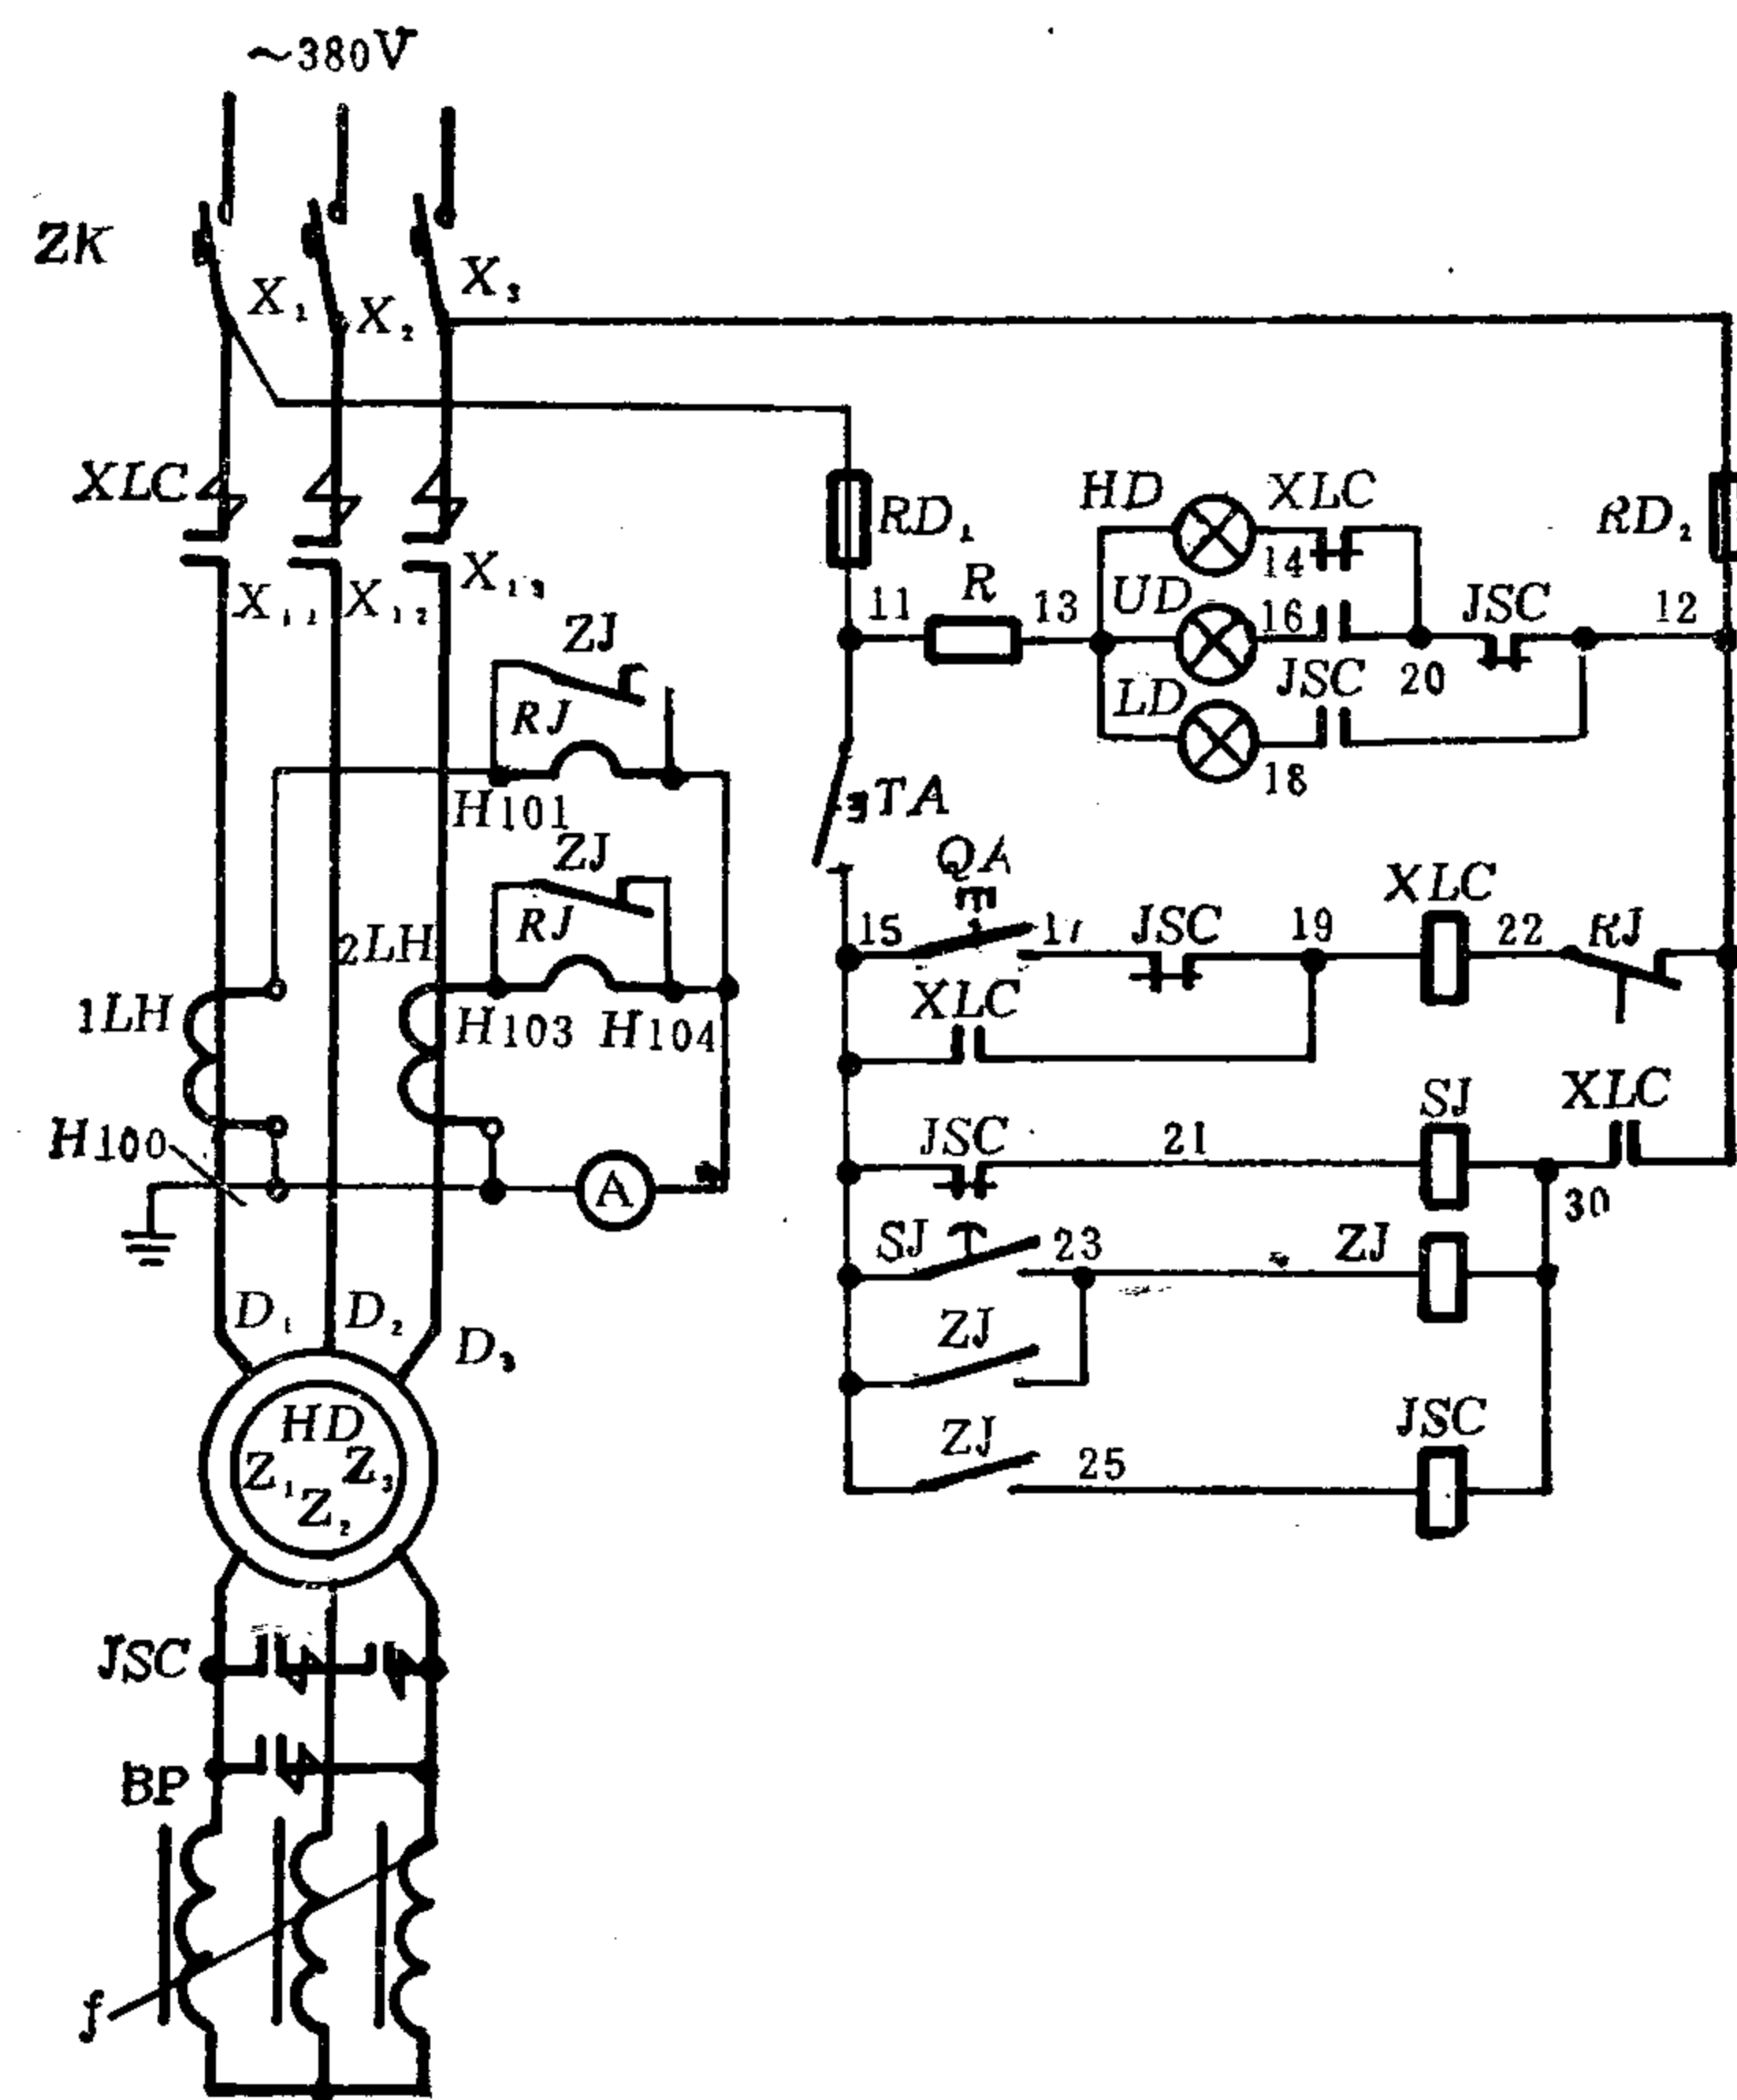 ~380V
ZK
X₁
X₂
X₃
XLC
X₁₁
X₁₂
X₁₃
RD₁
HD
XLC
RD₂
14
11
R
13
UD
16
JSC
12
JSC
20
LD
18
ZJ
RJ
H101
TA
ZJ
QA
XLC
RJ
2LH
15
17
JSC
19
22
RJ
1LH
H103
H104
XLC
H100
JSC
21
SJ
XLC
A
30
SJ
23
ZJ
D₁
D₂
D₃
ZJ
HD
Z₁
Z₃
Z₂
ZJ
25
JSC
JSC
BP
f